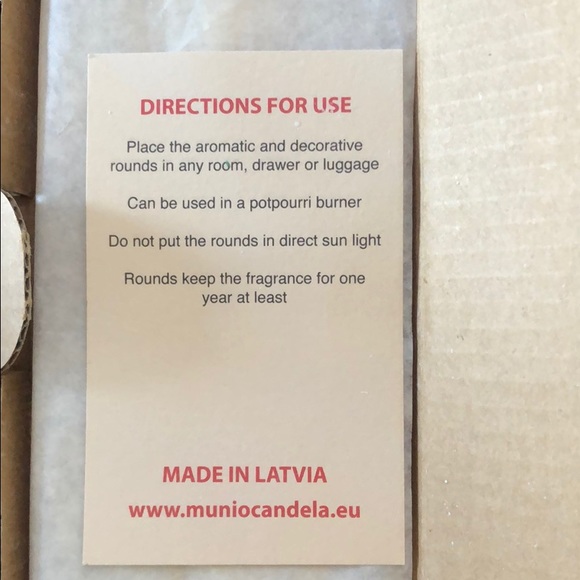 DIRECTIONS FOR USE
Place the aromatic and decorative
rounds in any room, drawer or luggage
Can be used in a potpourri burner
Do not put the rounds in direct sun light
Rounds keep the fragrance for one
year at least
MADE IN LATVIA
www.muniocandela.eu